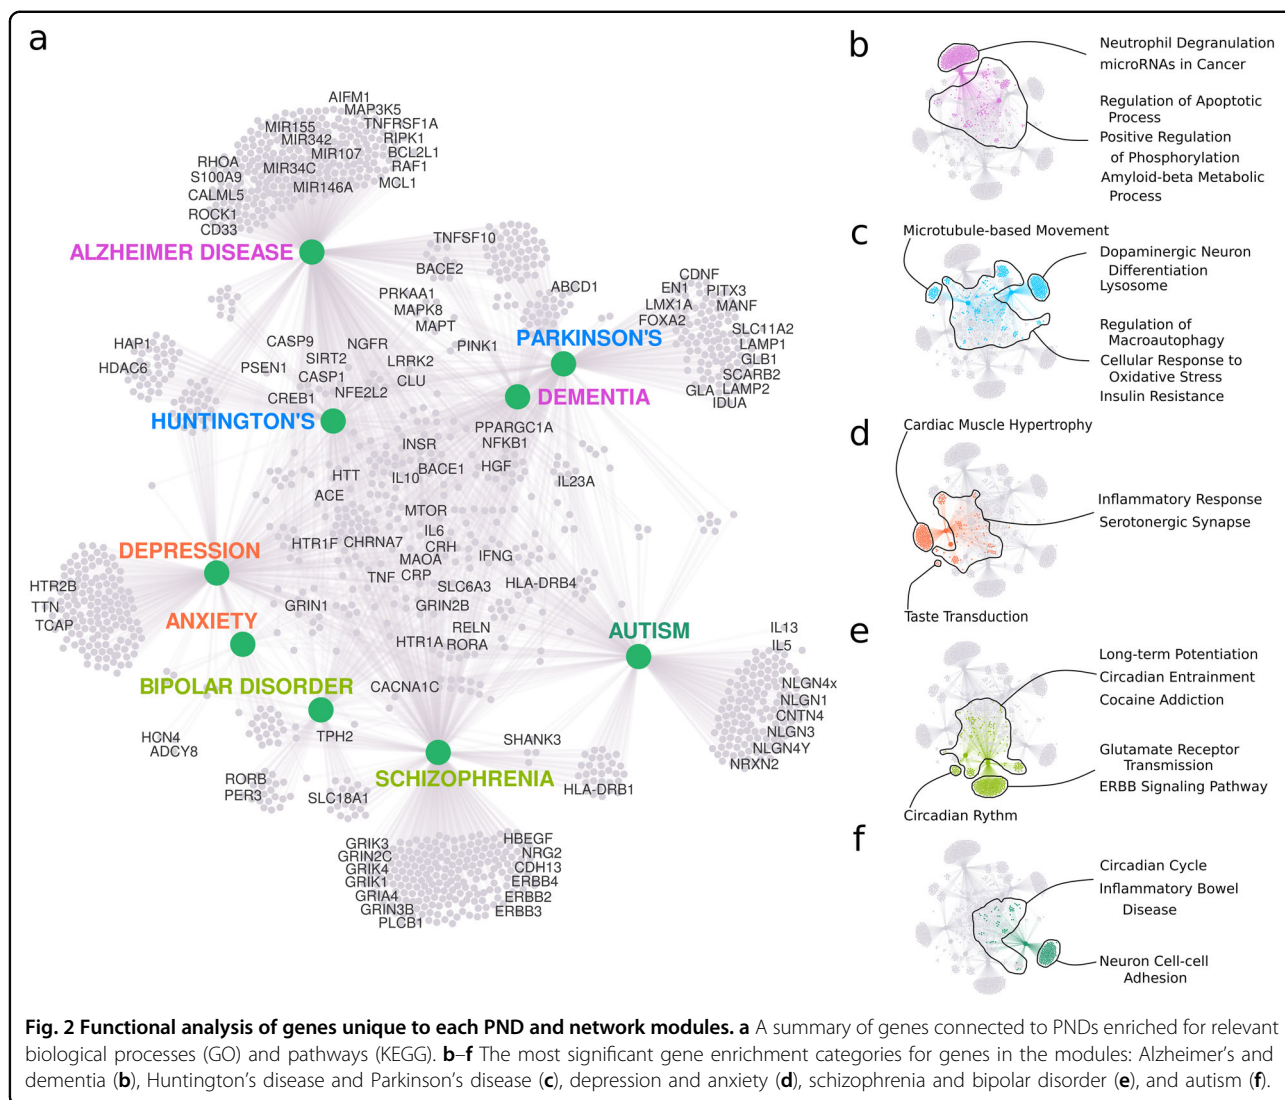 a
AIFM1
MAP3K5
MIR155
TNFRSF1A
MIR342
RIPK1
MIR107
BCL2L1
RHOA
MIR34C
RAF1
S100A9
MIR146A
MCL1
CALML5
ROCK1
CD33
ALZHEIMER DISEASE
TNFSF10
BACE2
ABCD1
PRKAA1
MAPK8
MAPT
CDNF
EN1
PITX3
LMX1A
MANF
FOXA2
SLC11A2
LAMP1
GLB1
SCARB2
GLA
LAMP2
IDUA
PARKINSON'S
DEMENTIA
HAP1
HDAC6
CASP9
NGFR
PINK1
SIRT2
LRRK2
PSEN1
CASP1
CLU
CREB1
NFE2L2
HUNTINGTON'S
PPARGC1A
NFKB1
INSR
HTT
IL10
BACE1
HGF
IL23A
ACE
MTOR
IL6
HTR1F
CHRNA7
CRH
IFNG
MAOA
TNF
CRP
SLC6A3
HLA-DRB4
GRIN2B
DEPRESSION
HTR2B
TTN
TCAP
GRIN1
ANXIETY
RELN
HTR1A
RORA
AUTISM
IL13
IL5
NLGN4x
NLGN1
CNTN4
NLGN3
NLGN4Y
NRXN2
BIPOLAR DISORDER
CACNA1C
HCN4
ADCY8
TPH2
SHANK3
SCHIZOPHRENIA
HLA-DRB1
RORB
PER3
SLC18A1
GRIK3
GRIN2C
GRIK4
GRIK1
GRIA4
GRIN3B
PLCB1
HBEGF
NRG2
CDH13
ERBB4
ERBB2
ERBB3
b
Neutrophil Degranulation
microRNAs in Cancer
Regulation of Apoptotic
Process
Positive Regulation
of Phosphorylation
Amyloid-beta Metabolic
Process
c
Microtubule-based Movement
Dopaminergic Neuron
Differentiation
Lysosome
Regulation of
Macroautophagy
Cellular Response to
Oxidative Stress
Insulin Resistance
d
Cardiac Muscle Hypertrophy
Inflammatory Response
Serotonergic Synapse
Taste Transduction
e
Long-term Potentiation
Circadian Entrainment
Cocaine Addiction
Glutamate Receptor
Transmission
ERBB Signaling Pathway
Circadian Rythm
f
Circadian Cycle
Inflammatory Bowel
Disease
Neuron Cell-cell
Adhesion
Fig. 2 Functional analysis of genes unique to each PND and network modules. a A summary of genes connected to PNDs enriched for relevant
biological processes (GO) and pathways (KEGG). b–f The most significant gene enrichment categories for genes in the modules: Alzheimer's and
dementia (b), Huntington's disease and Parkinson's disease (c), depression and anxiety (d), schizophrenia and bipolar disorder (e), and autism (f).